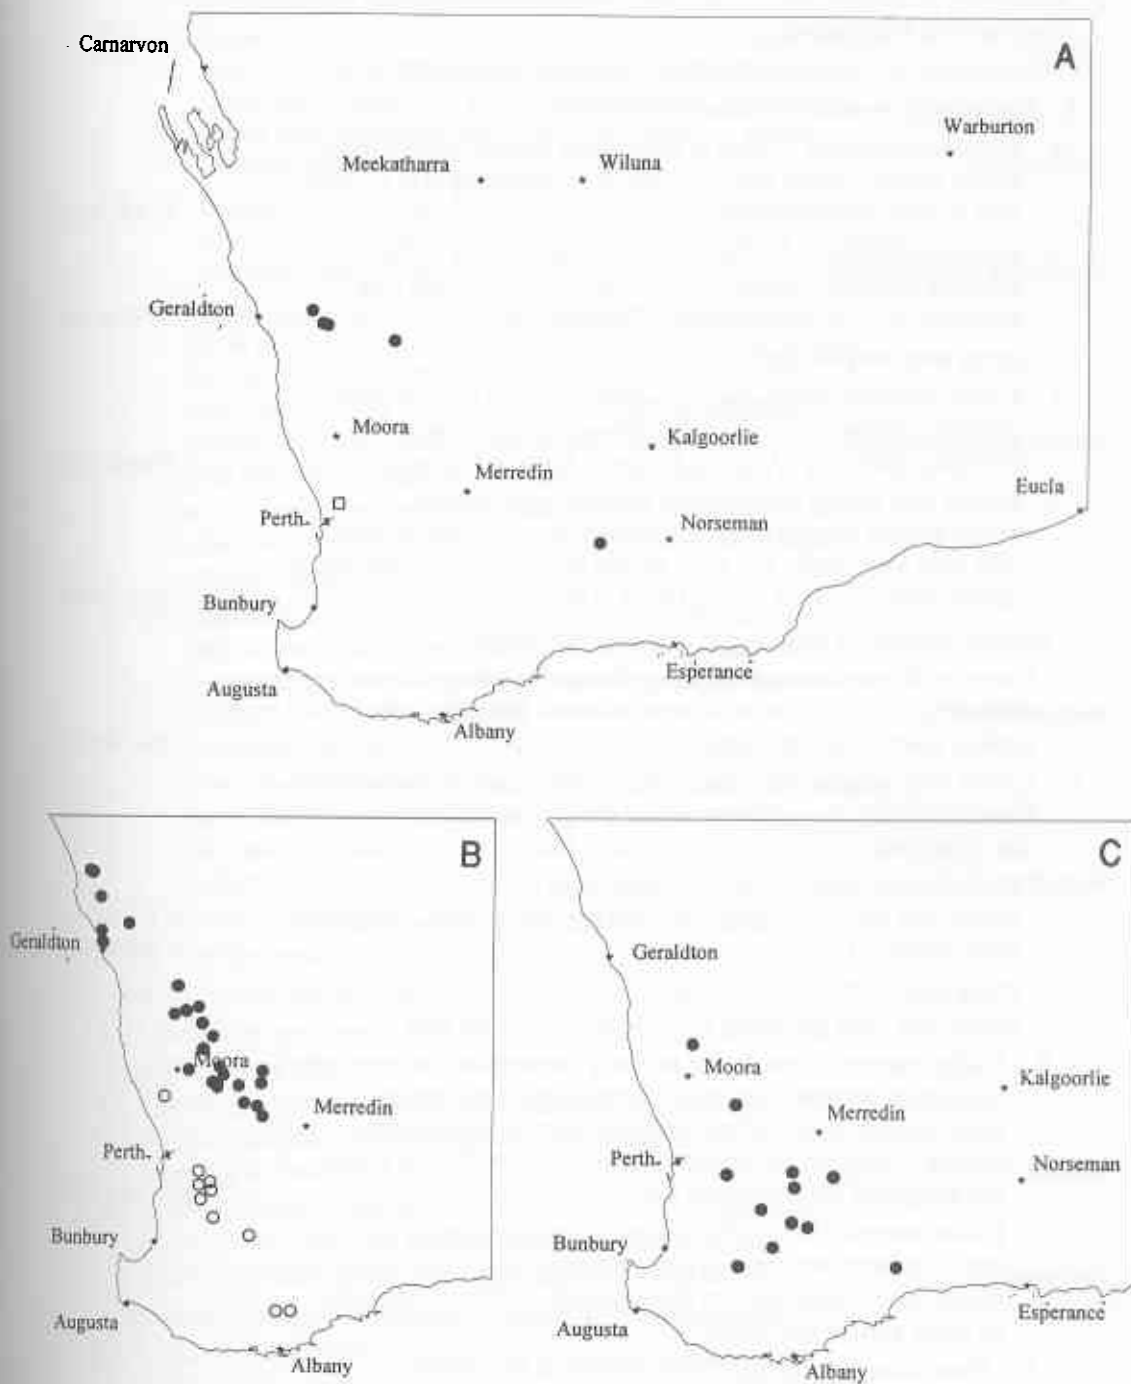 Carnarvon
A
Warburton
Meekatharra
Wiluna
Geraldton
Moora
Kalgoorlie
Merredin
Eucla
Perth
Norseman
Bunbury
Esperance
Augusta
Albany
B
Geraldton
Moora
Merredin
Perth
Bunbury
Augusta
Albany
C
Geraldton
Moora
Kalgoorlie
Merredin
Perth
Norseman
Bunbury
Esperance
Augusta
Albany